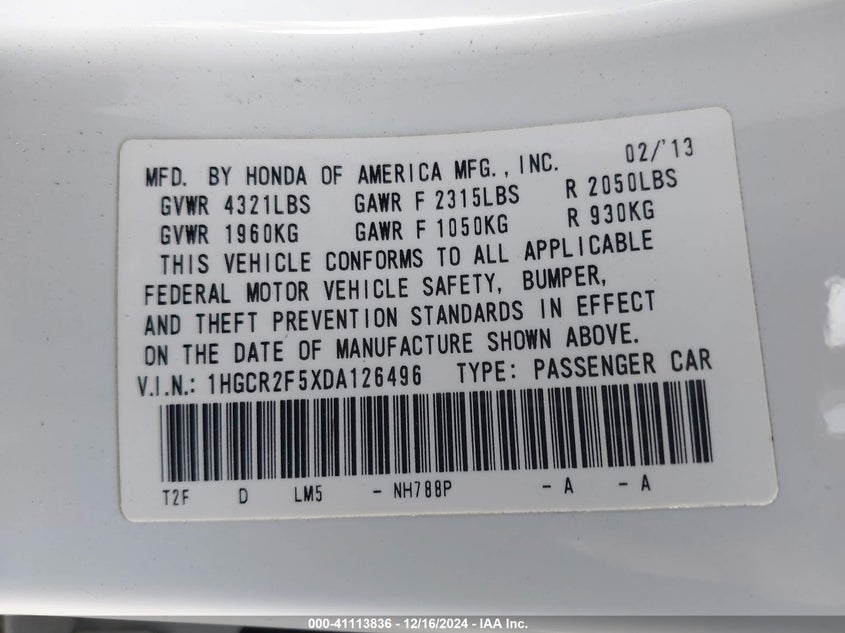 MFD. BY HONDA OF AMERICA MFG., INC. 02/'13
GVWR 4321LBS GAWR F 2315LBS R 2050LBS
GVWR 1960KG GAWR F 1050KG R 930KG
THIS VEHICLE CONFORMS TO ALL APPLICABLE
FEDERAL MOTOR VEHICLE SAFETY, BUMPER,
AND THEFT PREVENTION STANDARDS IN EFFECT
ON THE DATE OF MANUFACTURE SHOWN ABOVE.
V.I.N.: 1HGCR2F5XDA126496 TYPE: PASSENGER CAR
T2F D LM5 - NH788P - A - A
000-41113836 - 12/16/2024 - IAA Inc.